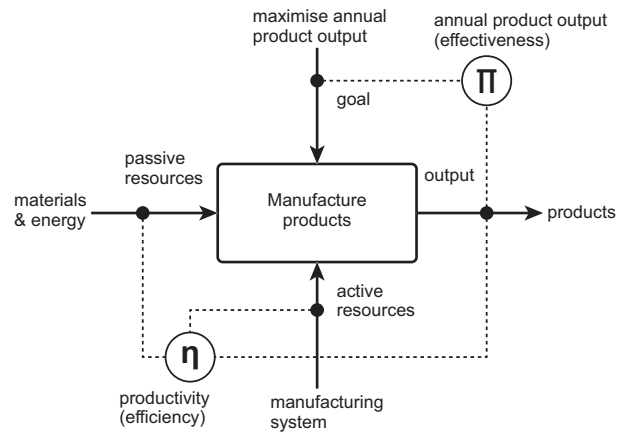 maximise annual
product output
annual product output
(effectiveness)
Π
goal
passive
resources
output
materials
& energy
Manufacture
products
products
active
resources
η
productivity
(efficiency)
manufacturing
system